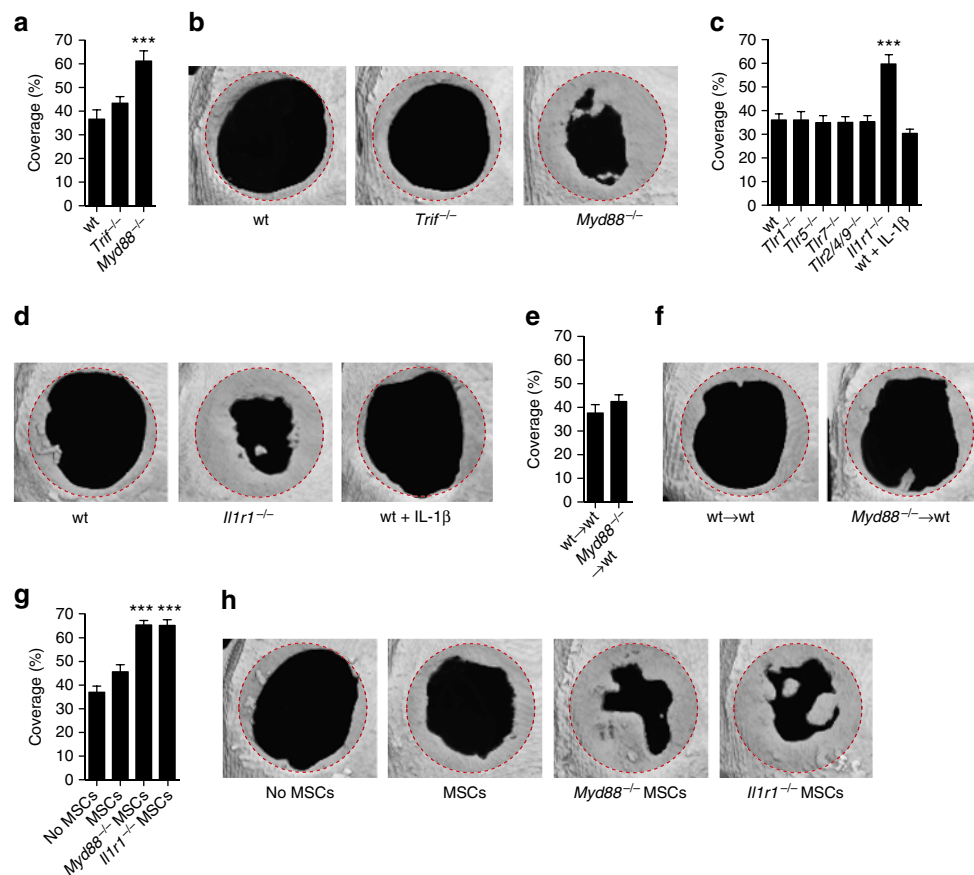 a
Coverage (%)
70
60
50
40
30
20
10
0
***
wt
Trif−/−
Myd88−/−
b
wt
Trif−/−
Myd88−/−
c
Coverage (%)
70
60
50
40
30
20
10
0
***
wt
Tlr1−/−
Tlr5−/−
Tlr7−/−
Tlr2/4/9−/−
Il1r1−/−
wt + IL-1β
d
wt
Il1r1−/−
wt + IL-1β
e
Coverage (%)
70
60
50
40
30
20
10
0
wt→wt
Myd88−/−
→wt
f
wt→wt
Myd88−/−→wt
g
Coverage (%)
70
60
50
40
30
20
10
0
*** ***
No MSCs
MSCs
Myd88−/− MSCs
Il1r1−/− MSCs
h
No MSCs
MSCs
Myd88−/− MSCs
Il1r1−/− MSCs